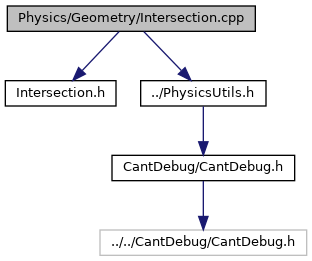 Physics/Geometry/Intersection.cpp
Intersection.h
../PhysicsUtils.h
CantDebug/CantDebug.h
../../CantDebug/CantDebug.h